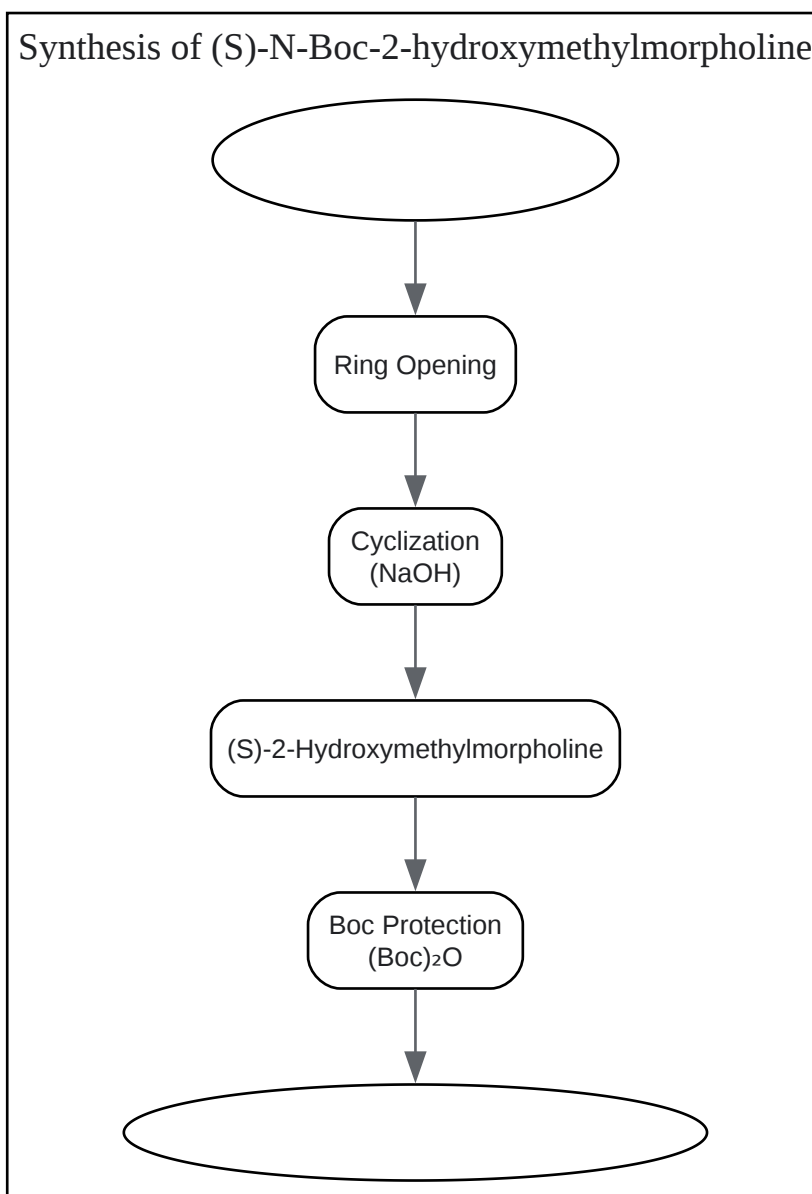 Synthesis of (S)-N-Boc-2-hydroxymethylmorpholine
Ring Opening
Cyclization
(NaOH)
(S)-2-Hydroxymethylmorpholine
Boc Protection
(Boc)₂O